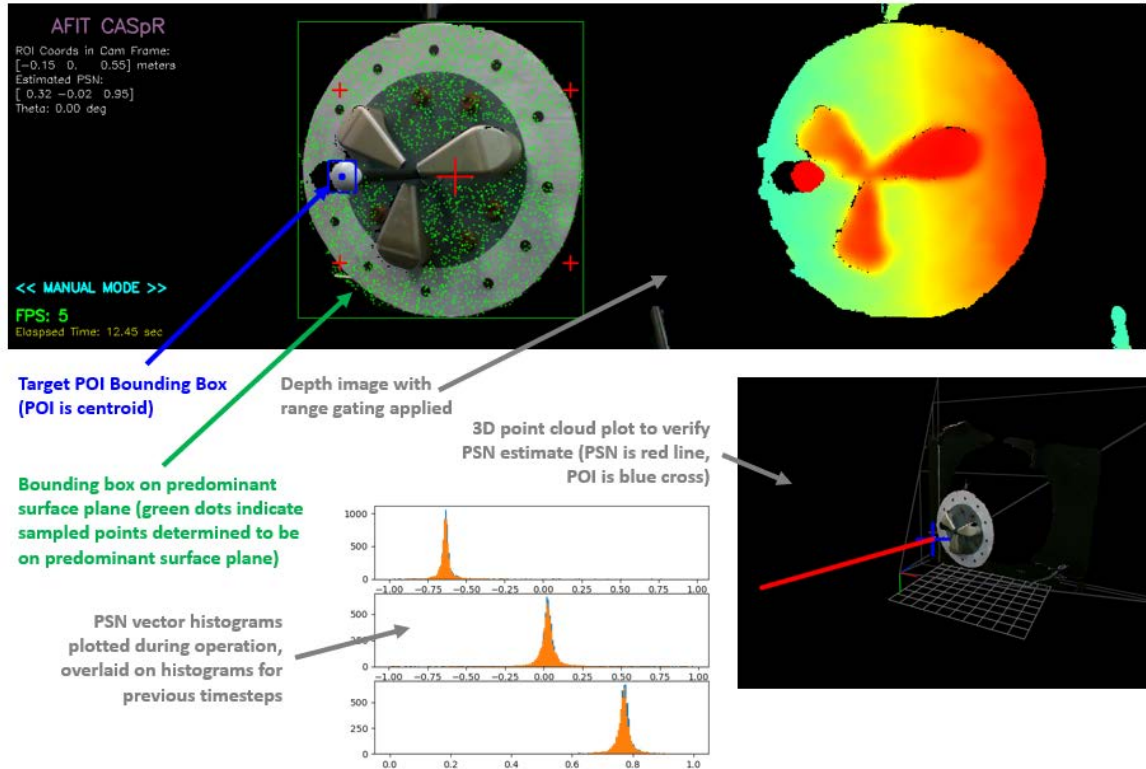 AFIT CASpR
ROI Coords in Cam Frame:
[-0.15  0.   0.55] meters
Estimated PSN:
[ 0.32 -0.02  0.95]
Theta: 0.00 deg
<< MANUAL MODE >>
FPS: 5
Elaspsed Time: 12.45 sec
Target POI Bounding Box
(POI is centroid)
Depth image with
range gating applied
3D point cloud plot to verify
PSN estimate (PSN is red line,
POI is blue cross)
Bounding box on predominant
surface plane (green dots indicate
sampled points determined to be
on predominant surface plane)
PSN vector histograms
plotted during operation,
overlaid on histograms for
previous timesteps
1000
500
0
−1.00 −0.75 −0.50 −0.25 0.00 0.25 0.50 0.75 1.00
500
250
0
−1.00 −0.75 −0.50 −0.25 0.00 0.25 0.50 0.75 1.00
500
250
0
0.0 0.2 0.4 0.6 0.8 1.0